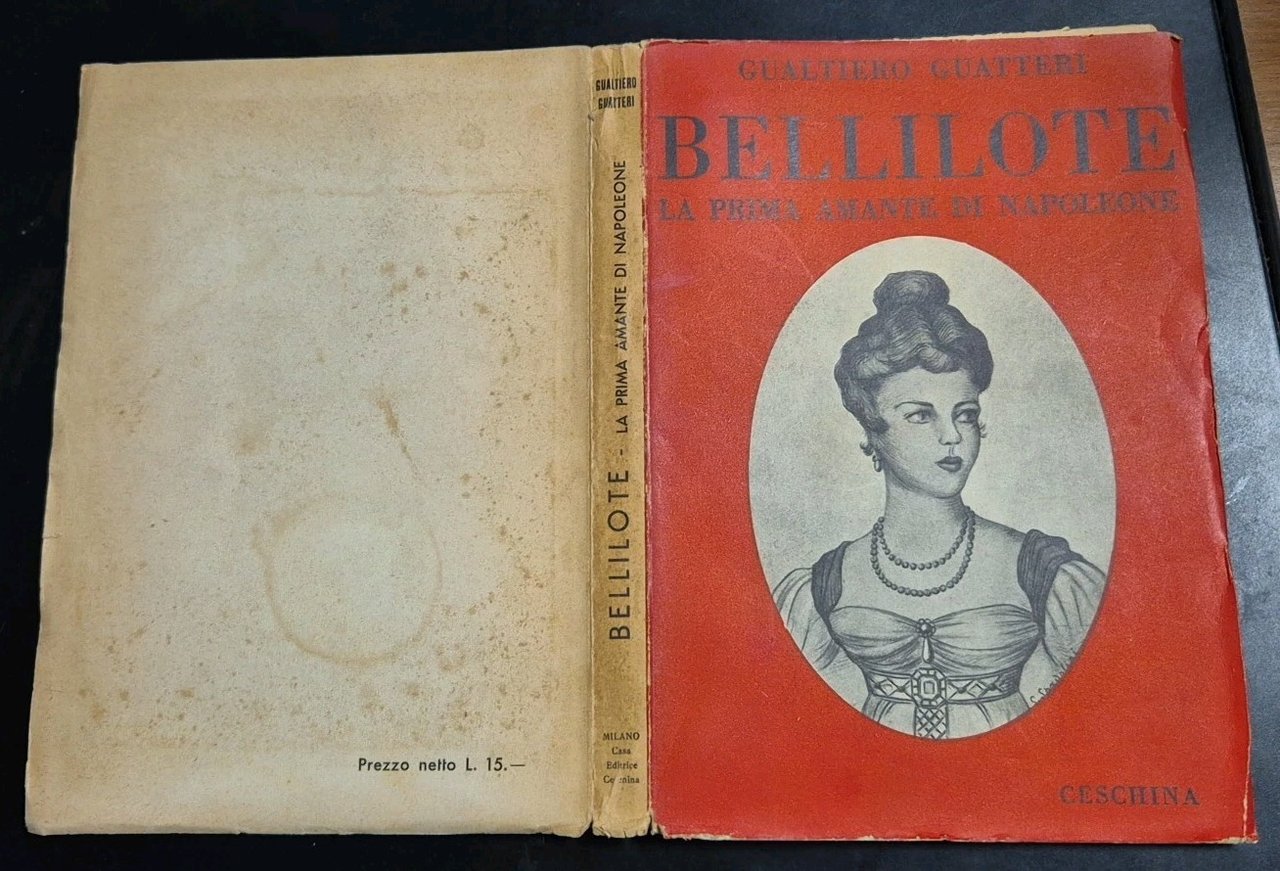 Prezzo netto L. 15.—
GUALTIERO
GUATTERI
BELLILOTE - LA PRIMA AMANTE DI NAPOLEONE
MILANO
Casa
Editrice
GUALTIERO GUATTERI
BELLILOTE
LA PRIMA AMANTE DI NAPOLEONE
CESCHINA